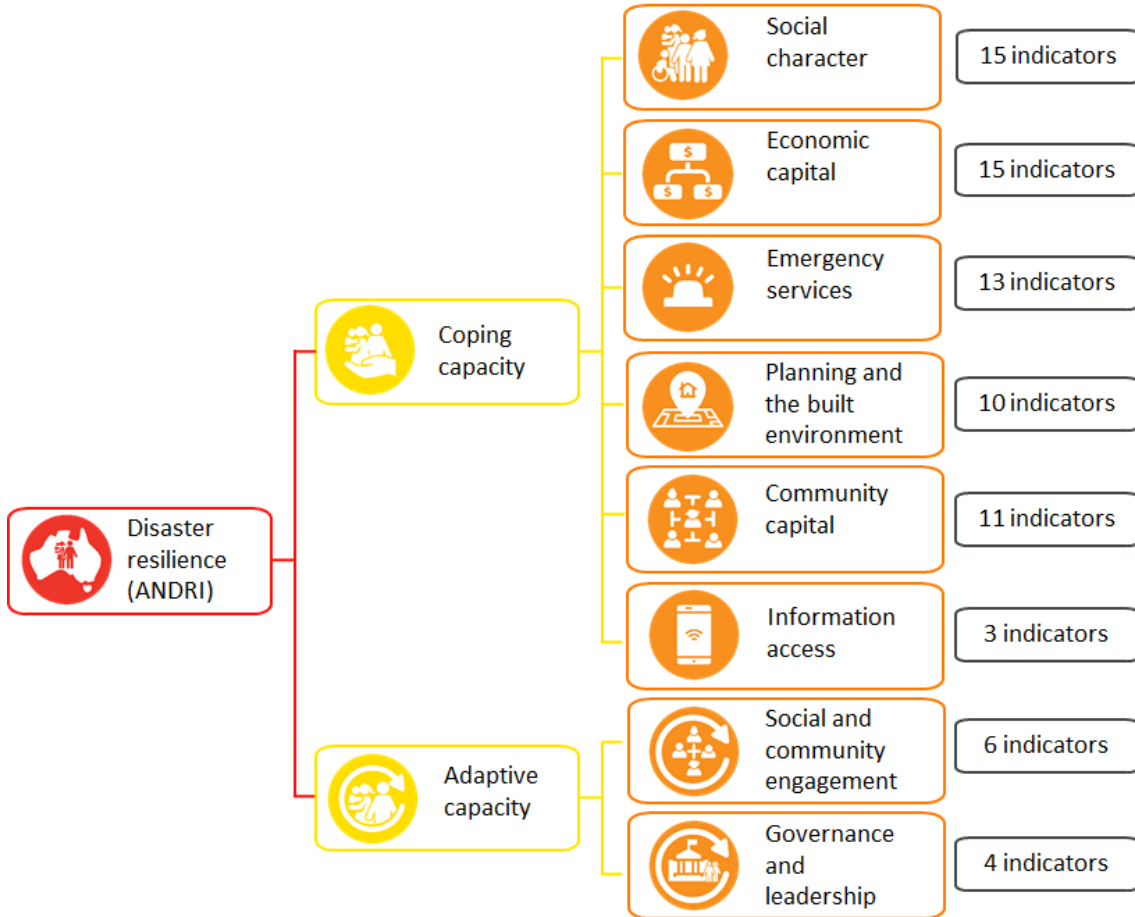 Social
character
15 indicators
Economic
capital
15 indicators
Emergency
services
13 indicators
Coping
capacity
Planning and
the built
environment
10 indicators
Community
capital
11 indicators
Disaster
resilience
(ANDRI)
Information
access
3 indicators
Social and
community
engagement
6 indicators
Adaptive
capacity
Governance
and
leadership
4 indicators